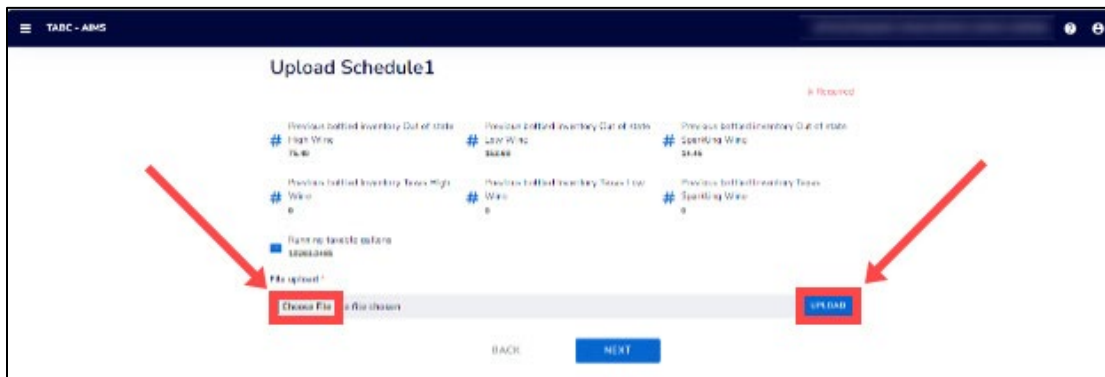 TABC - AIMS
Upload Schedule1
* Required
Previous bottled inventory Out of state High Wine
Previous bottled inventory Out of state Low Wine
Previous bottled inventory Out of state Sparkling Wine
Previous bottled inventory Texas High Wine
0
Previous bottled inventory Texas Low Wine
0
Previous bottled inventory Texas Sparkling Wine
0
Running taxable gallons
File upload *
Choose File file chosen
UPLOAD
BACK
NEXT